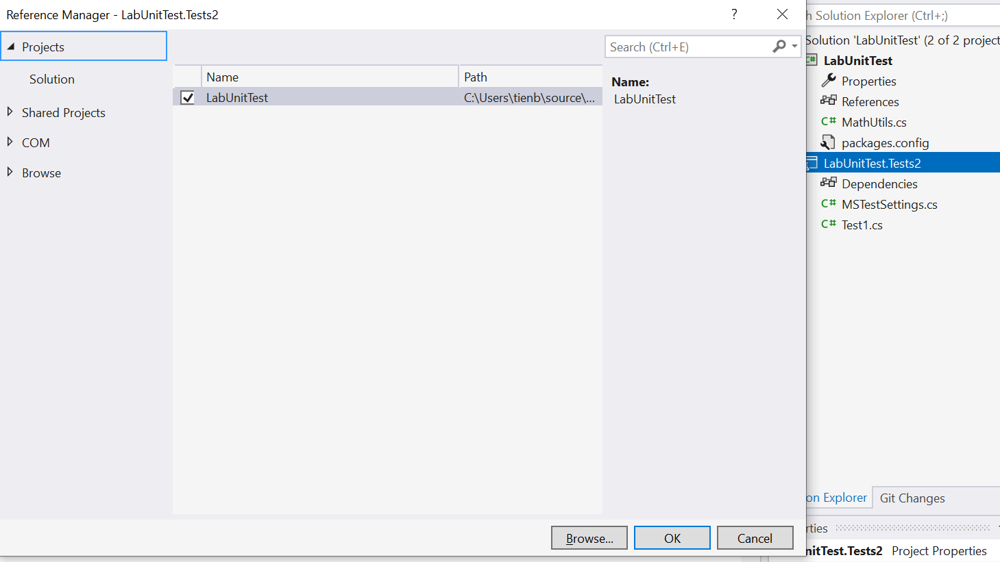 Reference Manager - LabUnitTest.Tests2
?
Projects
Solution
Shared Projects
COM
Browse
Search (Ctrl+E)
Name
Path
LabUnitTest
C:\Users\tienb\source\...
Name:
LabUnitTest
Browse...
OK
Cancel
h Solution Explorer (Ctrl+;)
Solution 'LabUnitTest' (2 of 2 project
C# LabUnitTest
Properties
References
C# MathUtils.cs
packages.config
LabUnitTest.Tests2
Dependencies
C# MSTestSettings.cs
C# Test1.cs
on Explorer
Git Changes
rties
nitTest.Tests2 Project Properties